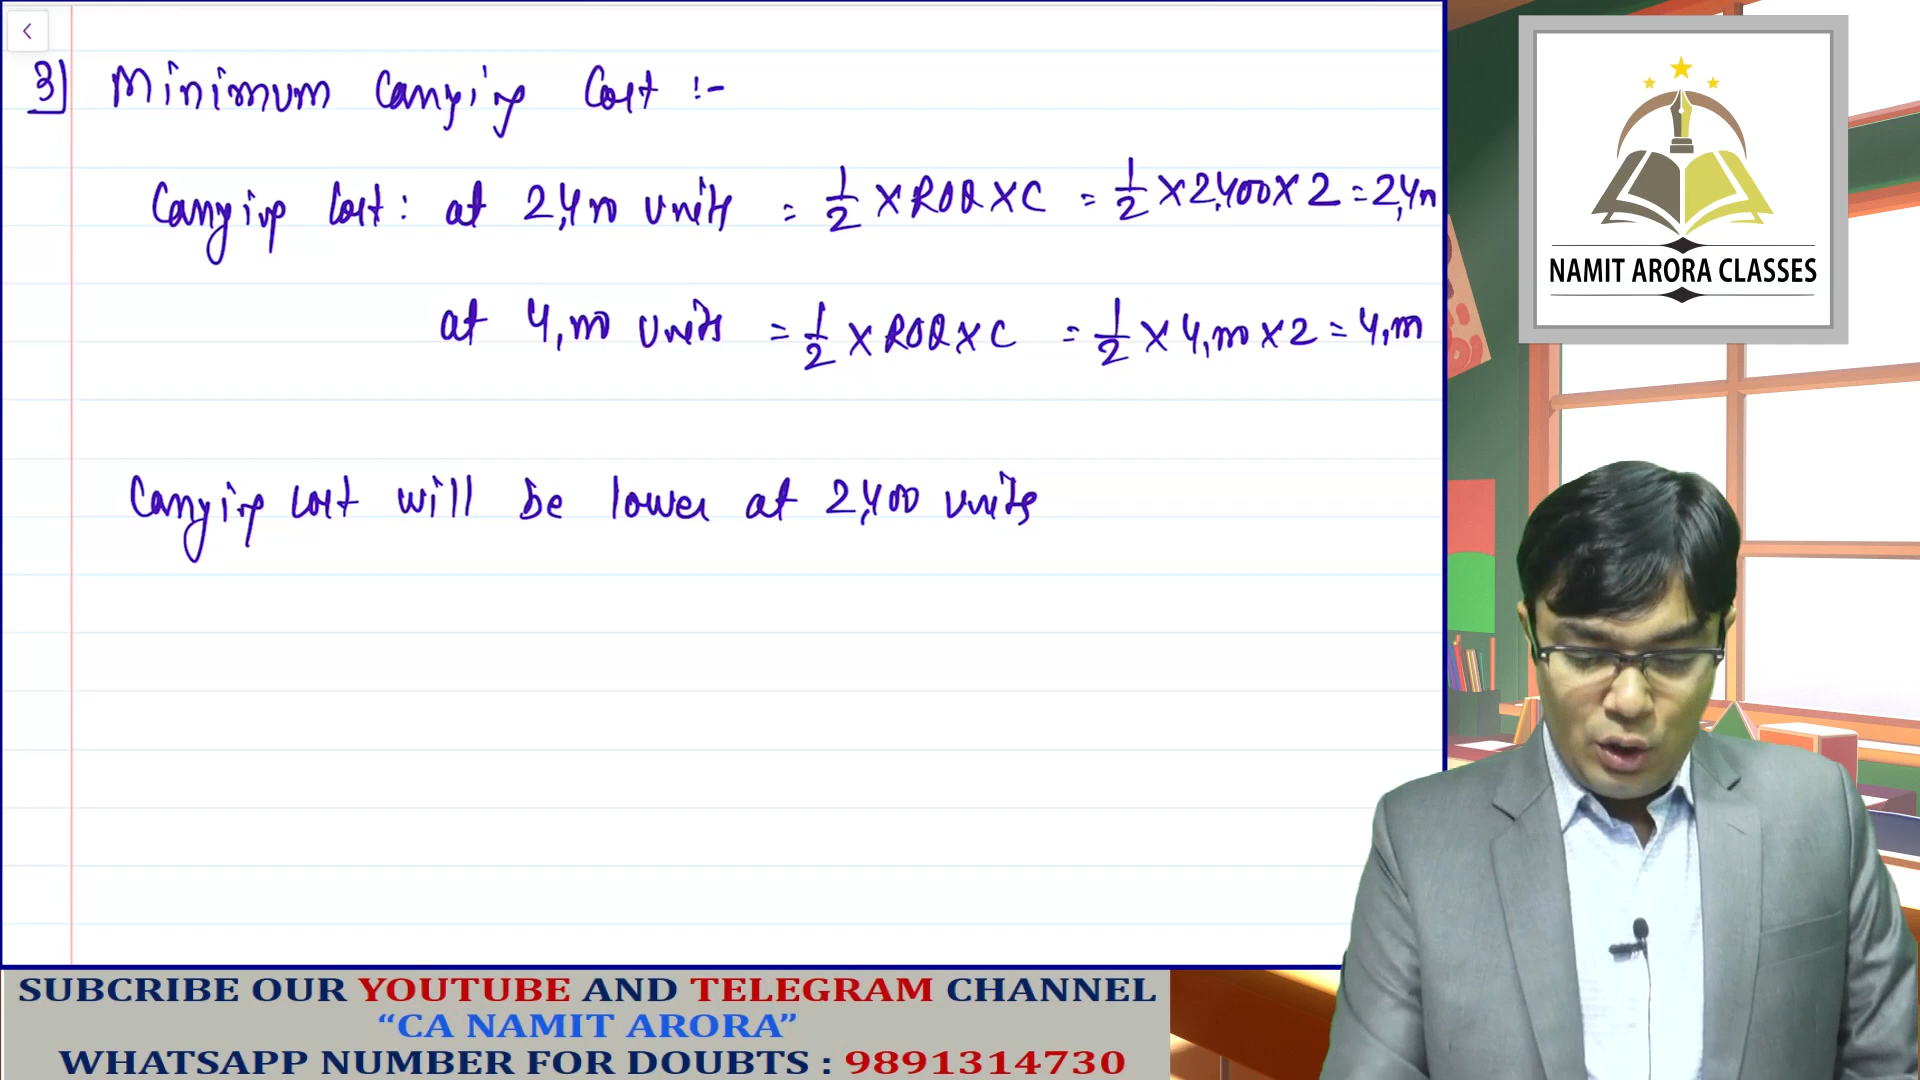 3] Minimum Carrying Cost :-
Carrying Cost : at 2,400 units = 1/2 X ROQ X C = 1/2 X 2,400 X 2 = 2,400
at 4,000 units = 1/2 X ROQ X C = 1/2 X 4,000 X 2 = 4,000
Carrying cost will be lower at 2,400 units
NAMIT ARORA CLASSES
SUBCRIBE OUR YOUTUBE AND TELEGRAM CHANNEL
“CA NAMIT ARORA”
WHATSAPP NUMBER FOR DOUBTS : 9891314730